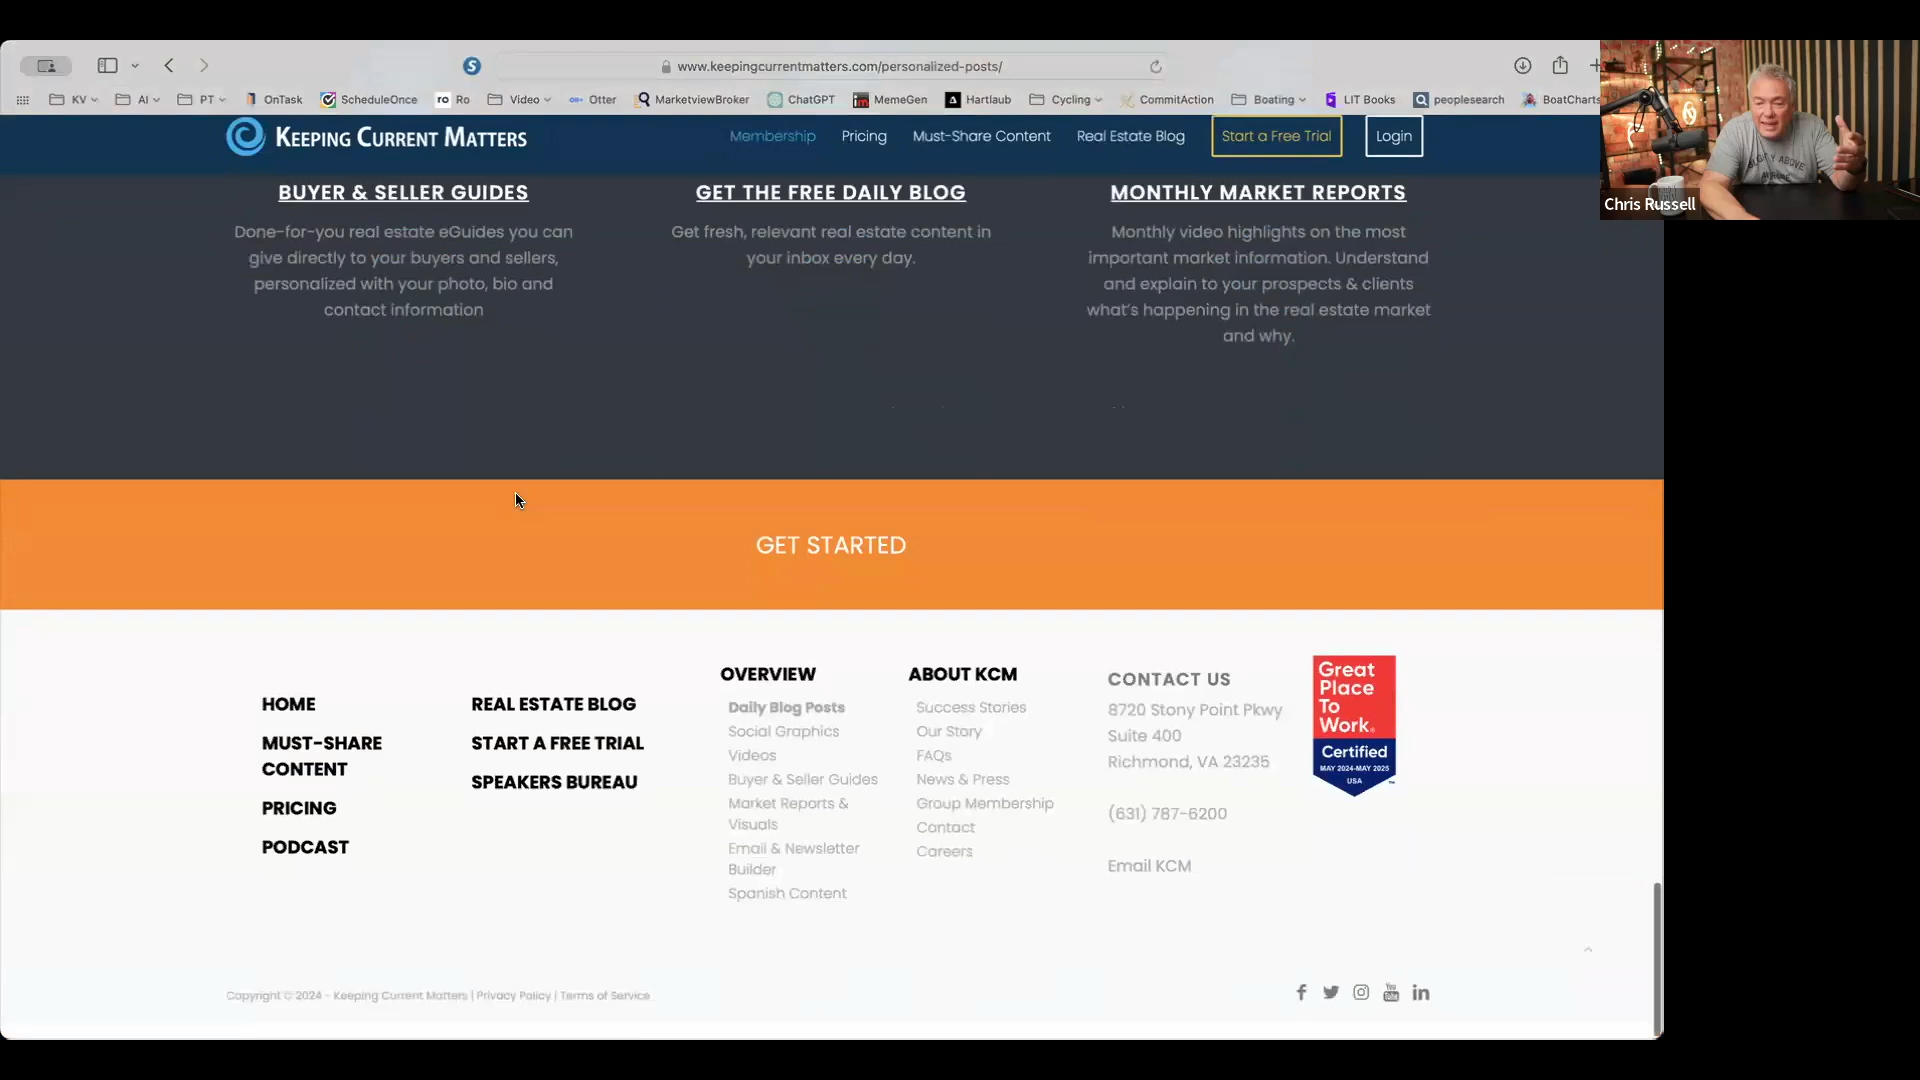 www.keepingcurrentmatters.com/personalized-posts/
KV
AI
PT
OnTask
ScheduleOnce
ro Ro
Video
Otter
MarketviewBroker
ChatGPT
im MemeGen
Hartlaub
Cycling
CommitAction
Boating
LIT Books
peoplesearch
BoatCharts
KEEPING CURRENT MATTERS
Membership
Pricing
Must-Share Content
Real Estate Blog
Start a Free Trial
Login
Chris Russell
BUYER & SELLER GUIDES
Done-for-you real estate eGuides you can
give directly to your buyers and sellers,
personalized with your photo, bio and
contact information
GET THE FREE DAILY BLOG
Get fresh, relevant real estate content in
your inbox every day.
MONTHLY MARKET REPORTS
Monthly video highlights on the most
important market information. Understand
and explain to your prospects & clients
what's happening in the real estate market
and why.
GET STARTED
HOME
MUST-SHARE
CONTENT
PRICING
PODCAST
REAL ESTATE BLOG
START A FREE TRIAL
SPEAKERS BUREAU
OVERVIEW
Daily Blog Posts
Social Graphics
Videos
Buyer & Seller Guides
Market Reports &
Visuals
Email & Newsletter
Builder
Spanish Content
ABOUT KCM
Success Stories
Our Story
FAQs
News & Press
Group Membership
Contact
Careers
CONTACT US
8720 Stony Point Pkwy
Suite 400
Richmond, VA 23235
(631) 787-6200
Email KCM
Great
Place
To
Work.
Certified
MAY 2024-MAY 2025
USA
Copyright © 2024 - Keeping Current Matters | Privacy Policy | Terms of Service